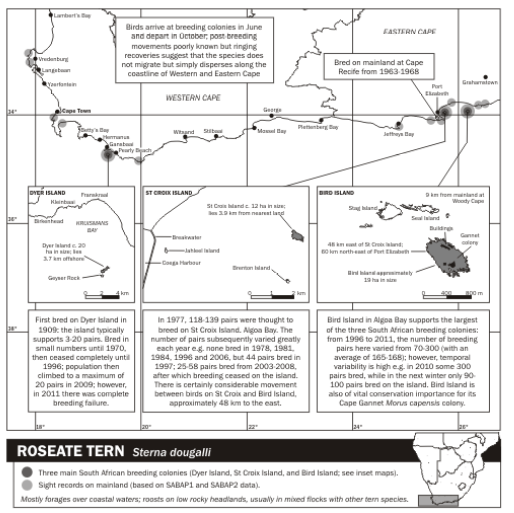 Lambert's Bay
Vredenburg
Langebaan
Yzerfontein
Cape Town
Betty's Bay
Hermanus
Gansbaai
Pearly Beach
Birds arrive at breeding colonies in June
and depart in October; post-breeding
movements poorly known but ringing
recoveries suggest that the species does
not migrate but simply disperses along the
coastline of Western and Eastern Cape
WESTERN CAPE
EASTERN CAPE
Bred on mainland at Cape
Recife from 1963-1968
Port
Elizabeth
Grahamstown
George
Witsand
Stilbaai
Mossel Bay
Plettenberg Bay
Jeffreys Bay
34°
DYER ISLAND
Franskraal
Kleinbaai
Birkenhead
KRUISMANS
BAY
Dyer Island c. 20
ha in size; lies
3.7 km offshore
Geyser Rock
0 2 4 km
ST CROIX ISLAND
St Croix Island c. 12 ha in size;
lies 3.9 km from nearest land
Breakwater
Jahleel Island
Coega Harbour
Brenton Island
0 1 2 km
BIRD ISLAND
9 km from mainland at
Woody Cape
Stag Island
Seal Island
Buildings
Gannet
colony
48 km east of St Croix Island;
60 km north-east of Port Elizabeth
Bird Island approximately
19 ha in size
0 200 m
36°
38°
First bred on Dyer Island in
1909; the island typically
supports 3-20 pairs. Bred in
small numbers until 1970,
then ceased completely until
1996; population then
climbed to a maximum of
20 pairs in 2009; however,
in 2011 there was complete
breeding failure.
In 1977, 118-139 pairs were thought to
breed on St Croix Island, Algoa Bay. The
number of pairs subsequently varied greatly
each year e.g. none bred in 1978, 1981,
1984, 1996 and 2006, but 44 pairs bred in
1997; 25-58 pairs bred from 2003-2008,
after which breeding ceased on the island.
There is certainly considerable movement
between birds on St Croix and Bird Island,
approximately 48 km to the east.
Bird Island in Algoa Bay supports the largest
of the three South African breeding colonies;
from 1996 to 2011, the number of breeding
pairs here varied from 70-300 (with an
average of 165-168); however, temporal
variability is high e.g. in 2010 some 300
pairs bred, while in the next winter only 90-
100 pairs bred on the island. Bird Island is
also of vital conservation importance for its
Cape Gannet Morus capensis colony.
18° 20° 22° 24° 26°
ROSEATE TERN Sterna dougalli
Three main South African breeding colonies (Dyer Island, St Croix Island, and Bird Island; see inset maps).
Sight records on mainland (based on SABAP1 and SABAP2 data).
Mostly forages over coastal waters; roosts on low rocky headlands, usually in mixed flocks with other tern species.